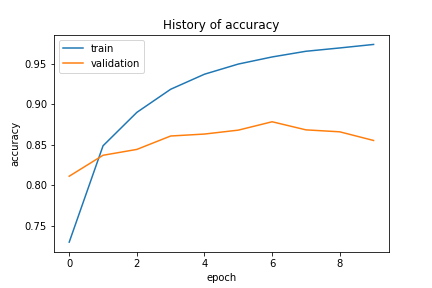 History of accuracy
train
validation
0.95
0.90
0.85
0.80
0.75
accuracy
0 2 4 6 8
epoch